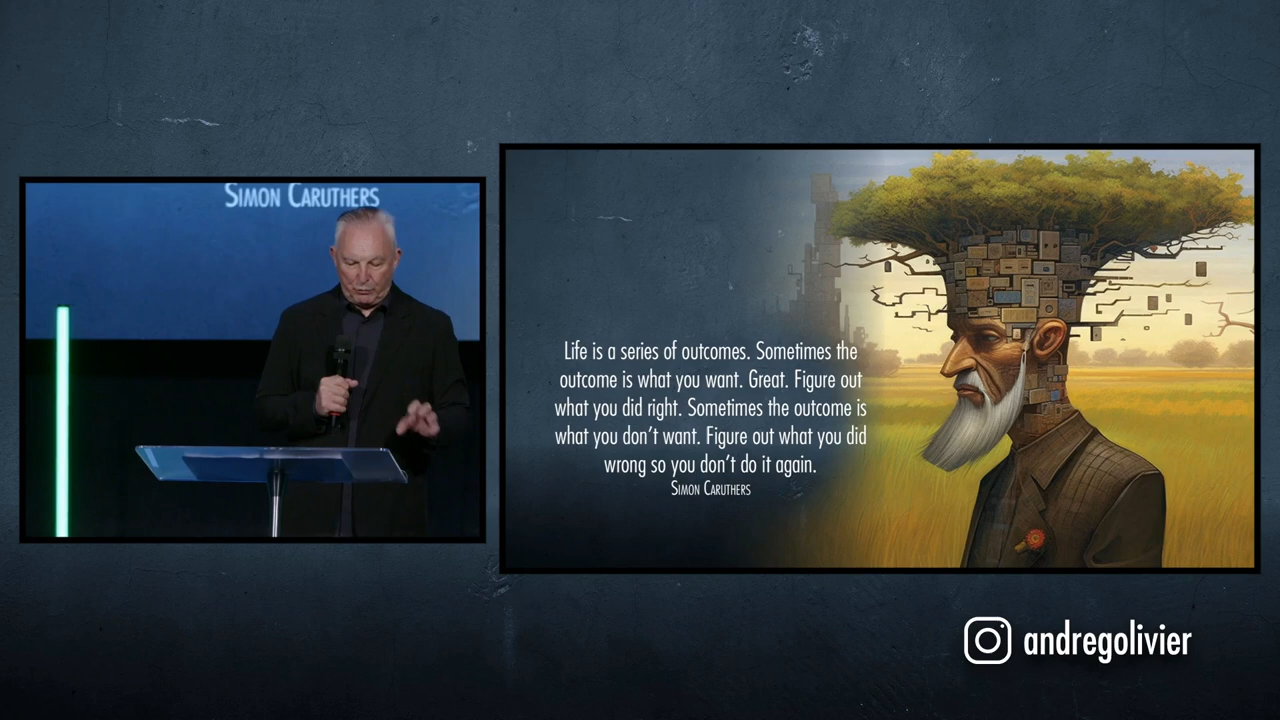 SIMON CARUTHERS
Life is a series of outcomes. Sometimes the
outcome is what you want. Great. Figure out
what you did right. Sometimes the outcome is
what you don’t want. Figure out what you did
wrong so you don’t do it again.
SIMON CARUTHERS
andregolivier